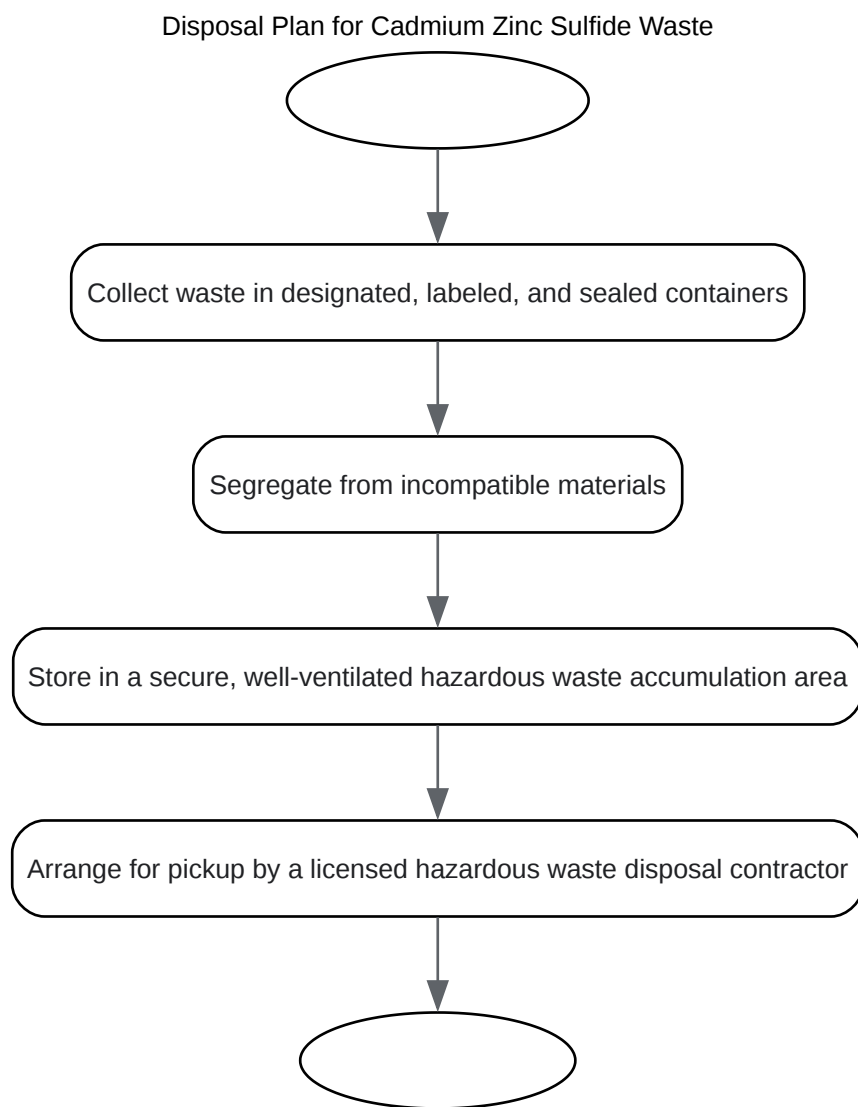 Disposal Plan for Cadmium Zinc Sulfide Waste
Collect waste in designated, labeled, and sealed containers
Segregate from incompatible materials
Store in a secure, well-ventilated hazardous waste accumulation area
Arrange for pickup by a licensed hazardous waste disposal contractor